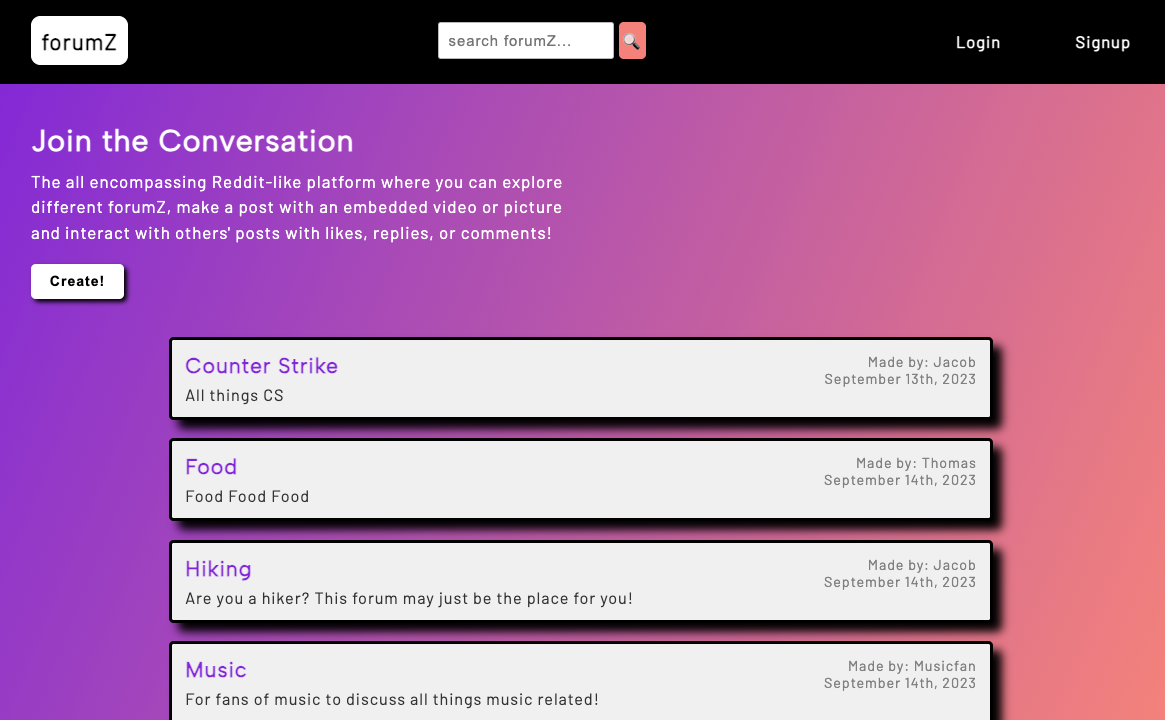 forumZ
search forumZ...
Login
Signup
Join the Conversation
The all encompassing Reddit-like platform where you can explore
different forumZ, make a post with an embedded video or picture
and interact with others' posts with likes, replies, or comments!
Create!
Counter Strike
Made by: Jacob
September 13th, 2023
All things CS
Food
Made by: Thomas
September 14th, 2023
Food Food Food
Hiking
Made by: Jacob
September 14th, 2023
Are you a hiker? This forum may just be the place for you!
Music
Made by: Musicfan
September 14th, 2023
For fans of music to discuss all things music related!